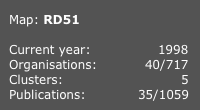 Map: RD51
Current year: 1998
Organisations: 40/717
Clusters: 5
Publications: 35/1059